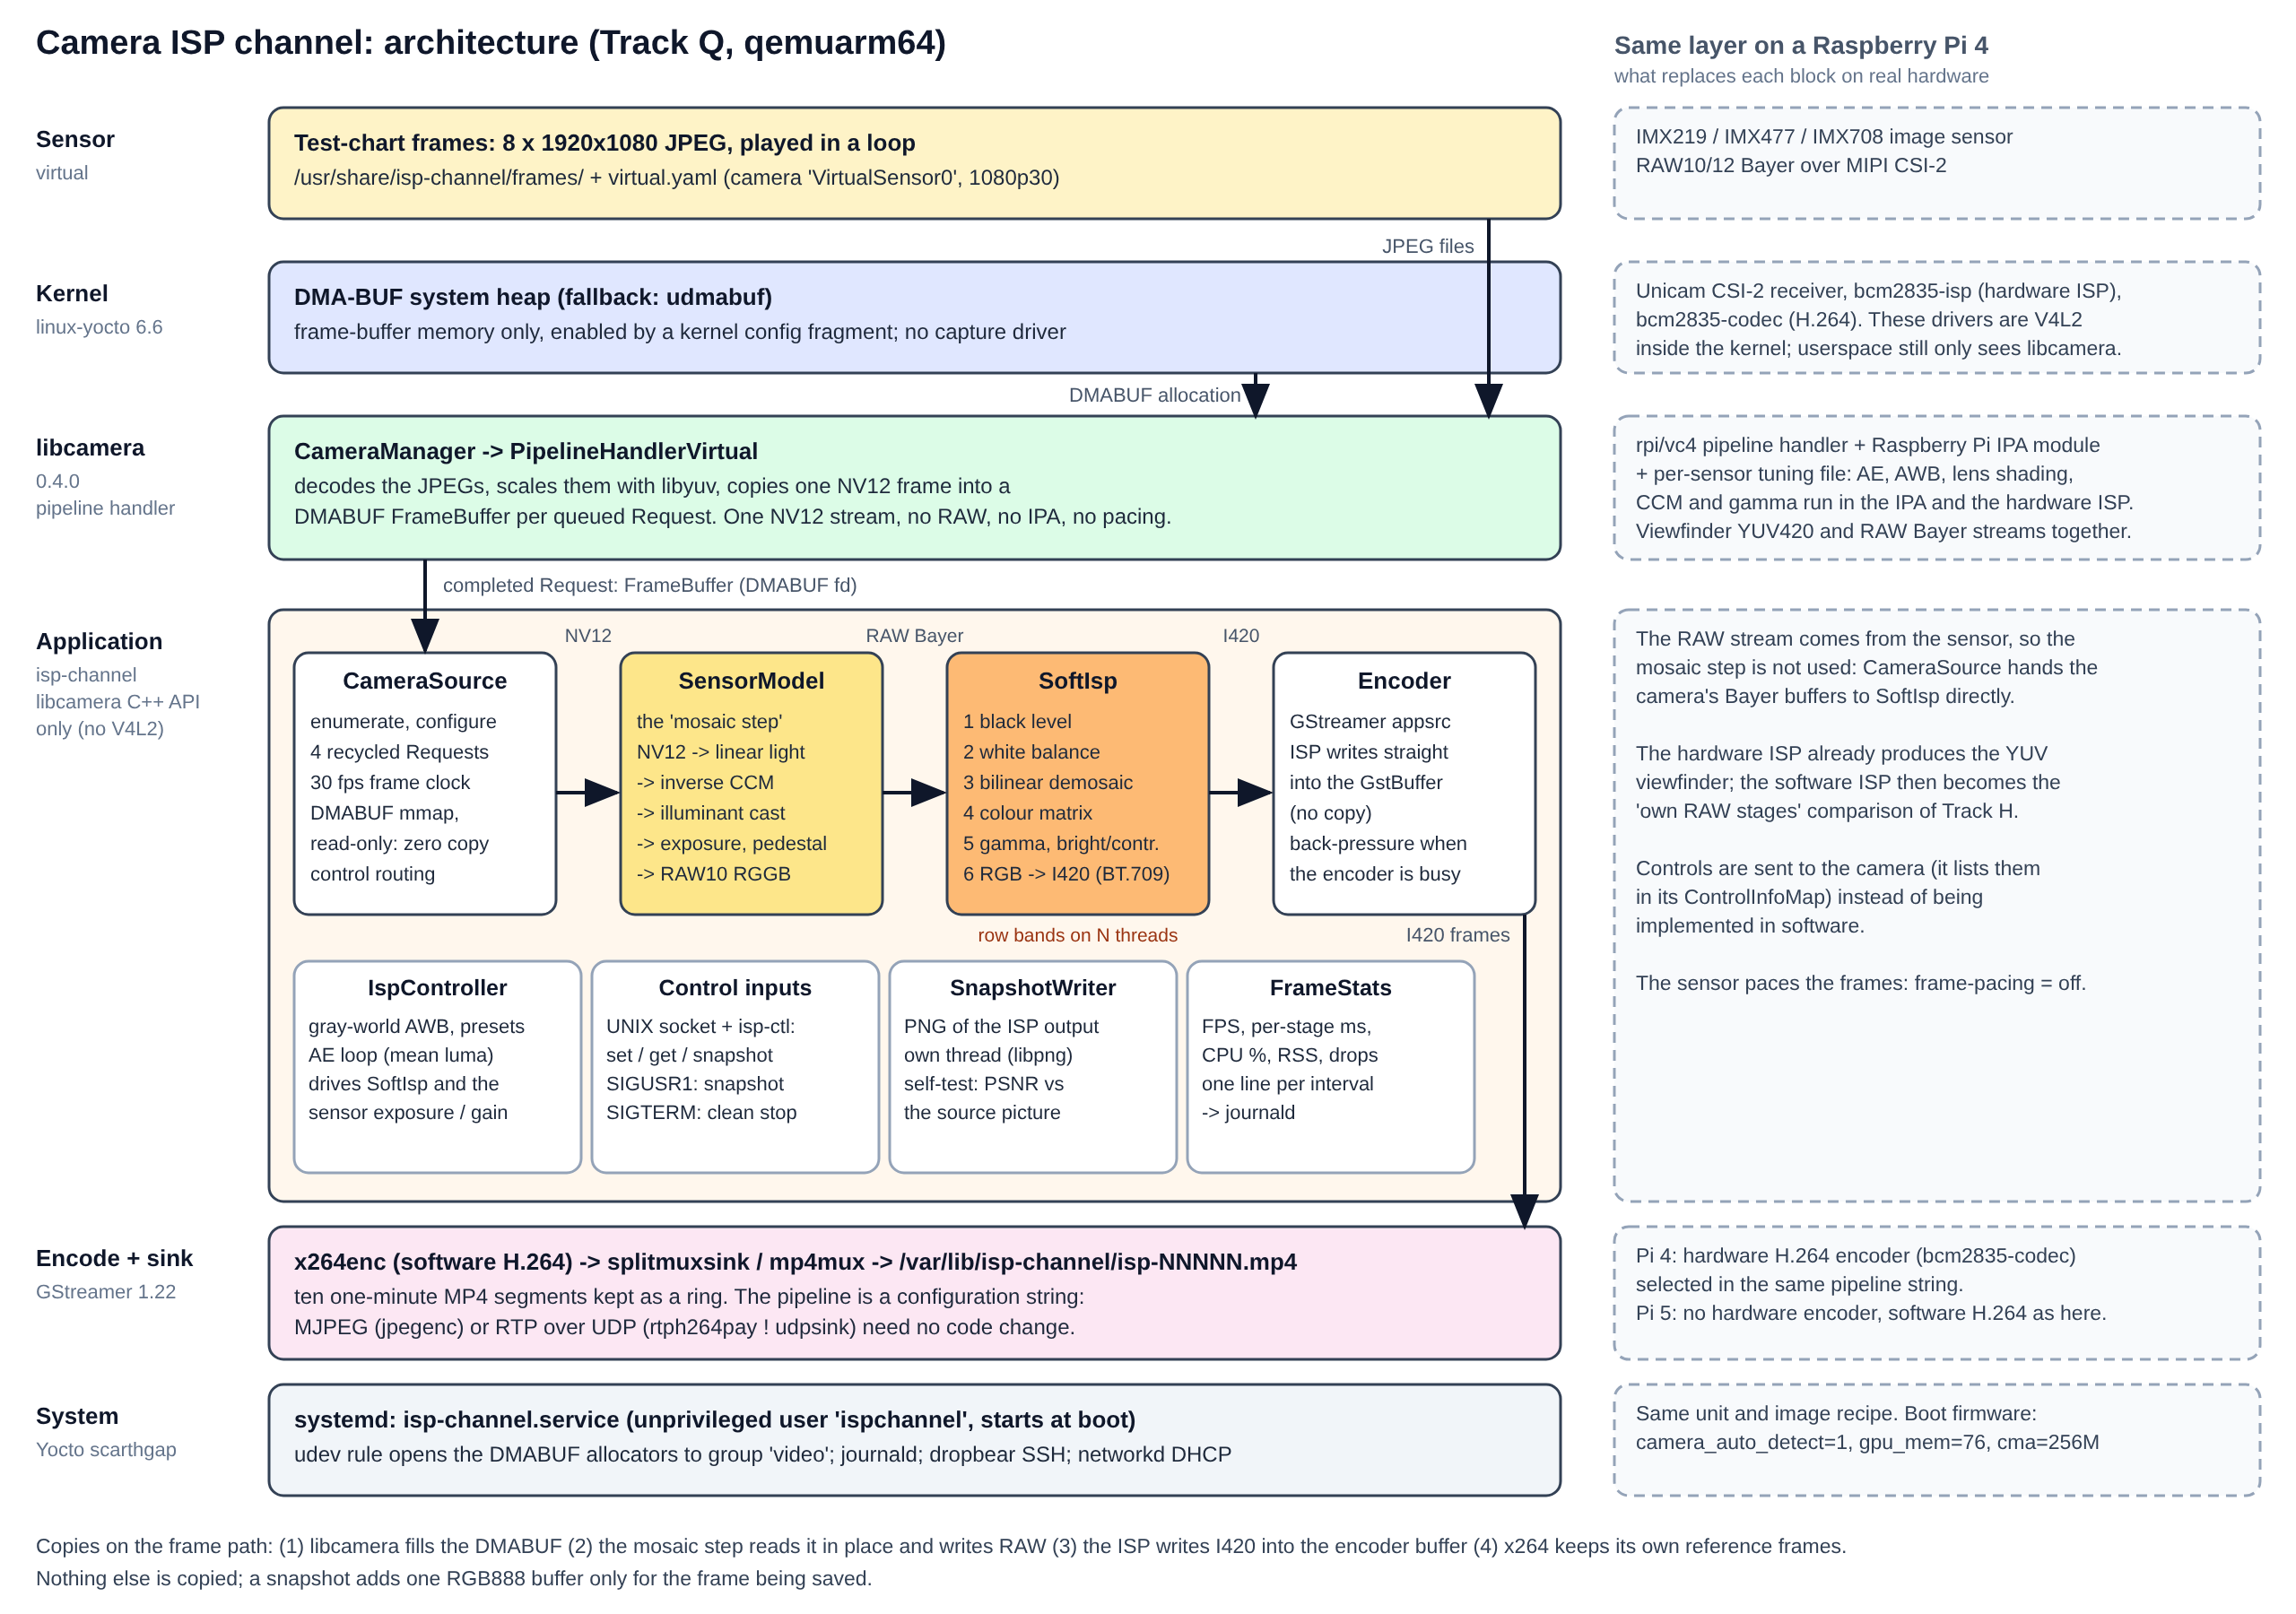 Camera ISP channel: architecture (Track Q, qemuarm64)
Same layer on a Raspberry Pi 4
what replaces each block on real hardware
Sensor
virtual
Test-chart frames: 8 x 1920x1080 JPEG, played in a loop
/usr/share/isp-channel/frames/ + virtual.yaml (camera 'VirtualSensor0', 1080p30)
IMX219 / IMX477 / IMX708 image sensor
RAW10/12 Bayer over MIPI CSI-2
JPEG files
Kernel
linux-yocto 6.6
DMA-BUF system heap (fallback: udmabuf)
frame-buffer memory only, enabled by a kernel config fragment; no capture driver
Unicam CSI-2 receiver, bcm2835-isp (hardware ISP),
bcm2835-codec (H.264). These drivers are V4L2
inside the kernel; userspace still only sees libcamera.
DMABUF allocation
libcamera
0.4.0
pipeline handler
CameraManager -> PipelineHandlerVirtual
decodes the JPEGs, scales them with libyuv, copies one NV12 frame into a
DMABUF FrameBuffer per queued Request. One NV12 stream, no RAW, no IPA, no pacing.
rpi/vc4 pipeline handler + Raspberry Pi IPA module
+ per-sensor tuning file: AE, AWB, lens shading,
CCM and gamma run in the IPA and the hardware ISP.
Viewfinder YUV420 and RAW Bayer streams together.
completed Request: FrameBuffer (DMABUF fd)
Application
isp-channel
libcamera C++ API
only (no V4L2)
NV12
RAW Bayer
I420
CameraSource
enumerate, configure
4 recycled Requests
30 fps frame clock
DMABUF mmap,
read-only: zero copy
control routing
SensorModel
the 'mosaic step'
NV12 -> linear light
-> inverse CCM
-> illuminant cast
-> exposure, pedestal
-> RAW10 RGGB
SoftIsp
1 black level
2 white balance
3 bilinear demosaic
4 colour matrix
5 gamma, bright/contr.
6 RGB -> I420 (BT.709)
Encoder
GStreamer appsrc
ISP writes straight
into the GstBuffer
(no copy)
back-pressure when
the encoder is busy
row bands on N threads
I420 frames
IspController
gray-world AWB, presets
AE loop (mean luma)
drives SoftIsp and the
sensor exposure / gain
Control inputs
UNIX socket + isp-ctl:
set / get / snapshot
SIGUSR1: snapshot
SIGTERM: clean stop
SnapshotWriter
PNG of the ISP output
own thread (libpng)
self-test: PSNR vs
the source picture
FrameStats
FPS, per-stage ms,
CPU %, RSS, drops
one line per interval
-> journald
The RAW stream comes from the sensor, so the
mosaic step is not used: CameraSource hands the
camera's Bayer buffers to SoftIsp directly.
The hardware ISP already produces the YUV
viewfinder; the software ISP then becomes the
'own RAW stages' comparison of Track H.
Controls are sent to the camera (it lists them
in its ControlInfoMap) instead of being
implemented in software.
The sensor paces the frames: frame-pacing = off.
Encode + sink
GStreamer 1.22
x264enc (software H.264) -> splitmuxsink / mp4mux -> /var/lib/isp-channel/isp-NNNNN.mp4
ten one-minute MP4 segments kept as a ring. The pipeline is a configuration string:
MJPEG (jpegenc) or RTP over UDP (rtph264pay ! udpsink) need no code change.
Pi 4: hardware H.264 encoder (bcm2835-codec)
selected in the same pipeline string.
Pi 5: no hardware encoder, software H.264 as here.
System
Yocto scarthgap
systemd: isp-channel.service (unprivileged user 'ispchannel', starts at boot)
udev rule opens the DMABUF allocators to group 'video'; journald; dropbear SSH; networkd DHCP
Same unit and image recipe. Boot firmware:
camera_auto_detect=1, gpu_mem=76, cma=256M
Copies on the frame path: (1) libcamera fills the DMABUF (2) the mosaic step reads it in place and writes RAW (3) the ISP writes I420 into the encoder buffer (4) x264 keeps its own reference frames.
Nothing else is copied; a snapshot adds one RGB888 buffer only for the frame being saved.